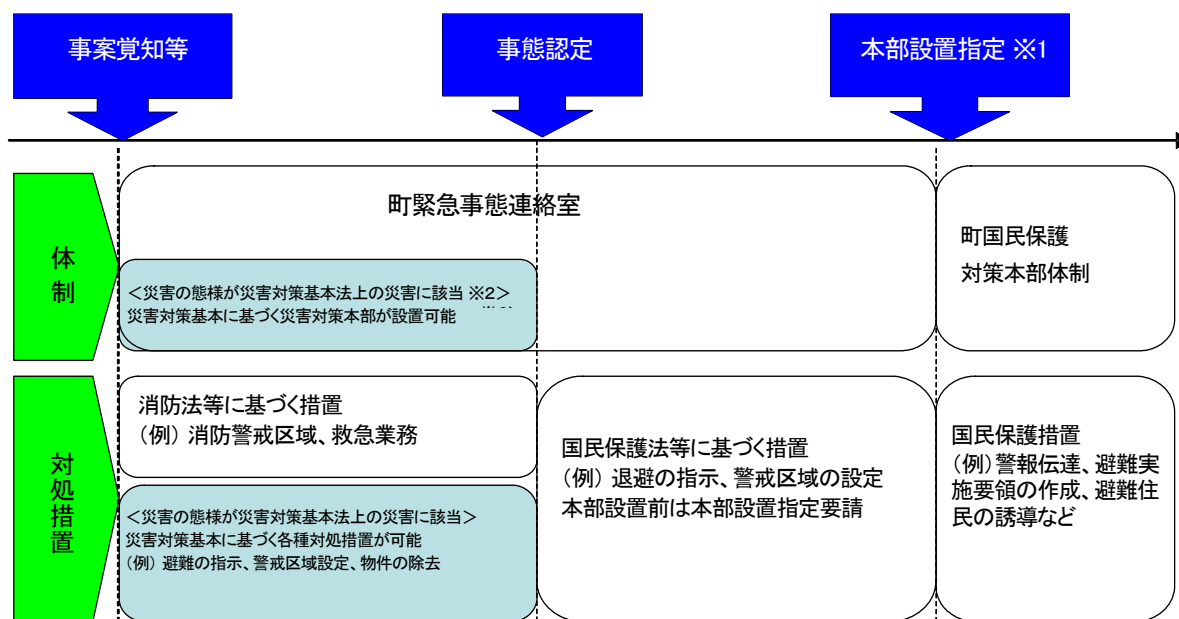 事案覚知等
事態認定
本部設置指定 ※1
体制
町緊急事態連絡室
<災害の態様が災害対策基本法上の災害に該当 ※2>
災害対策基本に基づく災害対策本部が設置可能
町国民保護
対策本部体制
対処措置
消防法等に基づく措置
(例) 消防警戒区域、救急業務
<災害の態様が災害対策基本法上の災害に該当>
災害対策基本に基づく各種対処措置が可能
(例) 避難の指示、警戒区域設定、物件の除去
国民保護法等に基づく措置
(例) 退避の指示、警戒区域の設定
本部設置前は本部設置指定要請
国民保護措置
(例)警報伝達、避難実
施要領の作成、避難住
民の誘導など